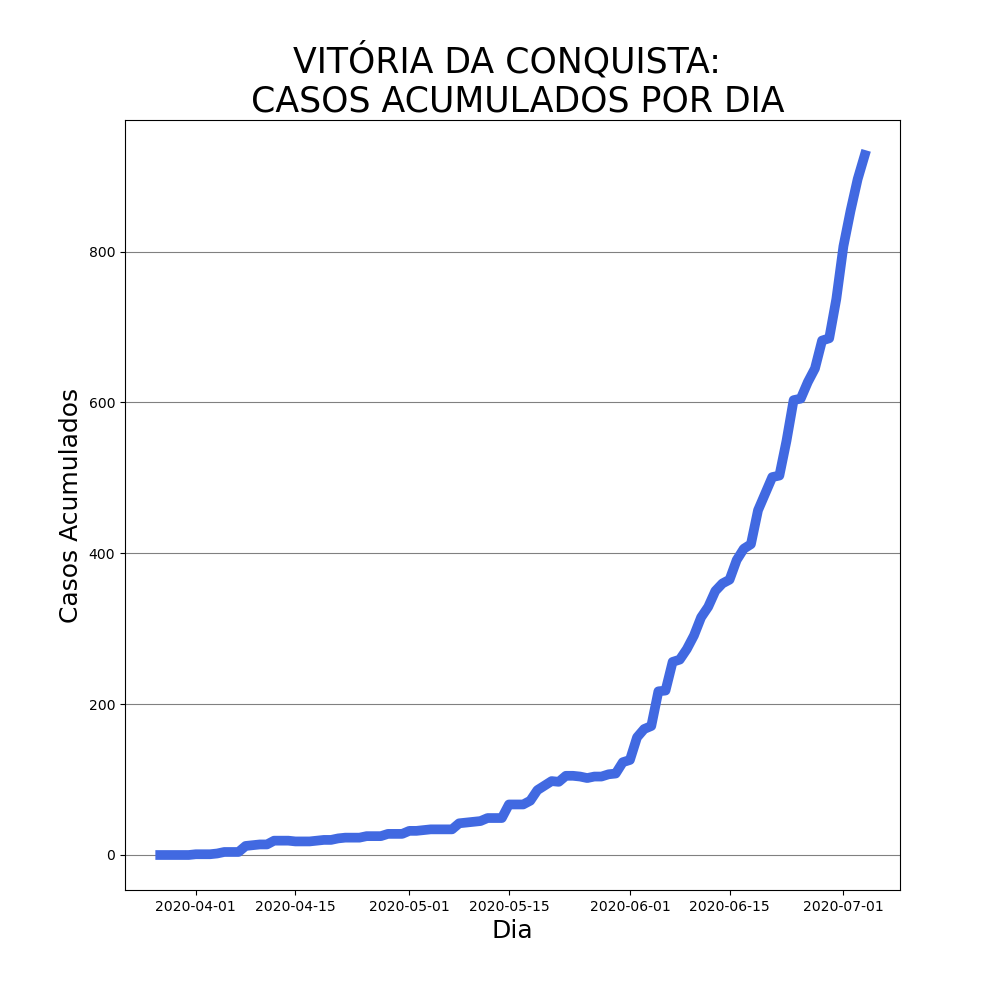 VITÓRIA DA CONQUISTA:
CASOS ACUMULADOS POR DIA
Casos Acumulados
800
600
400
200
0
2020-04-01 2020-04-15 2020-05-01 2020-05-15 2020-06-01 2020-06-15 2020-07-01
Dia